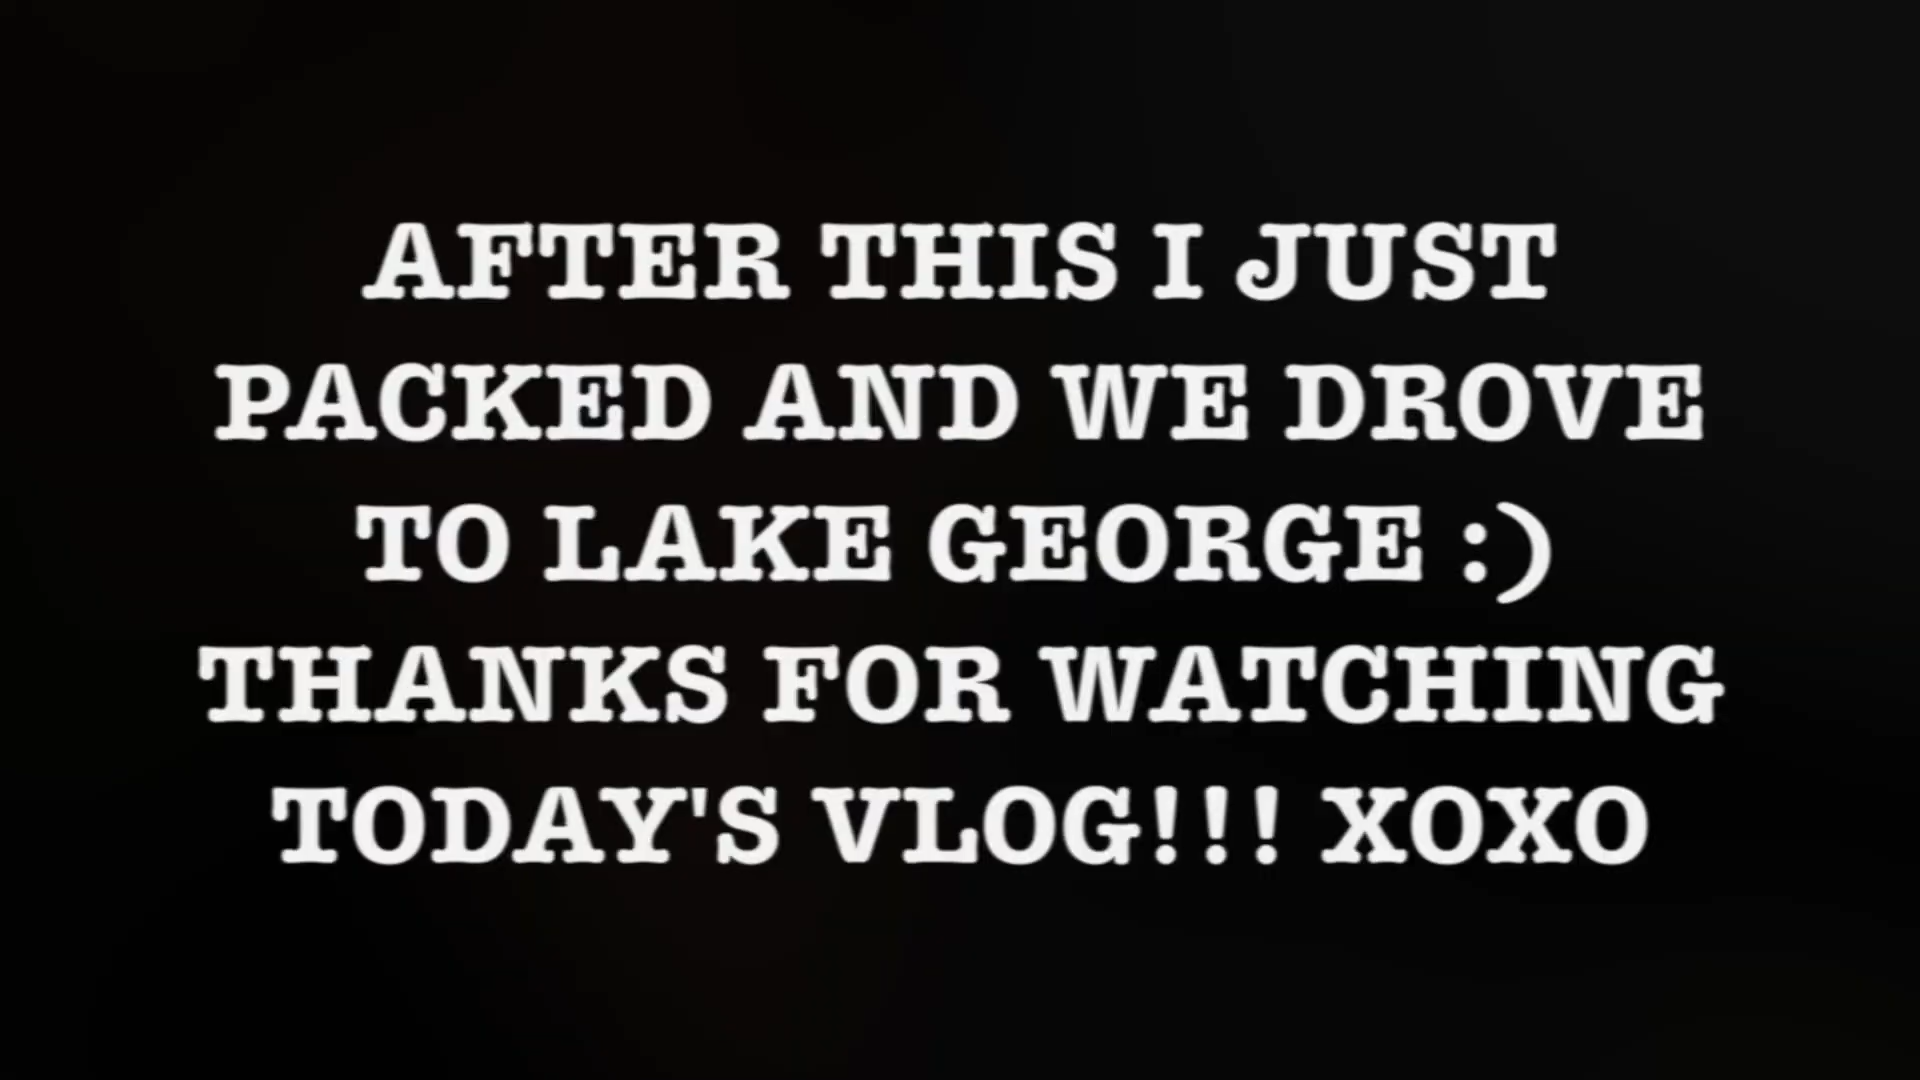 AFTER THIS I JUST
PACKED AND WE DROVE
TO LAKE GEORGE :)
THANKS FOR WATCHING
TODAY'S VLOG!!! XOXO